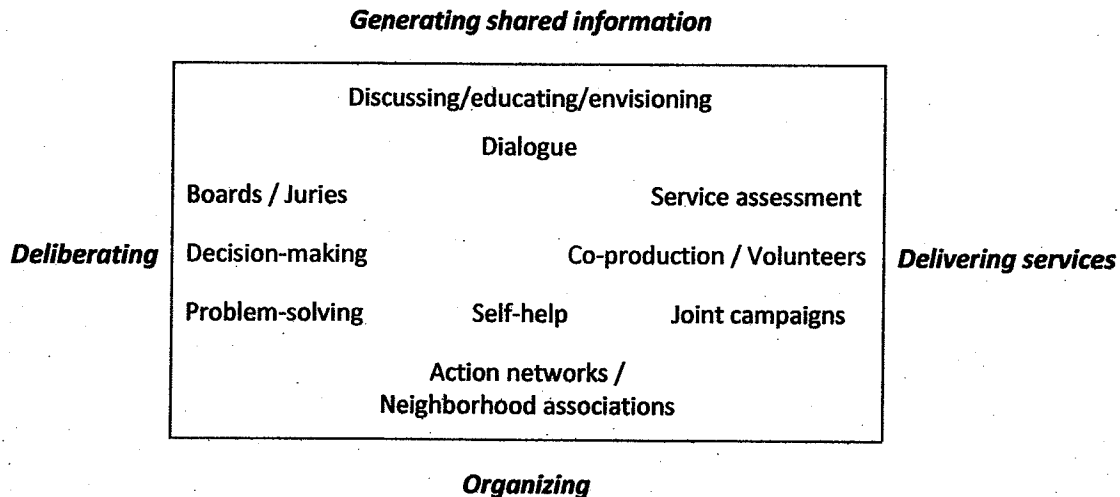 Generating shared information
Discussing/educating/envisioning
Dialogue
Boards / Juries
Service assessment
Deliberating
Decision-making
Co-production / Volunteers
Delivering services
Problem-solving
Self-help
Joint campaigns
Action networks /
Neighborhood associations
Organizing